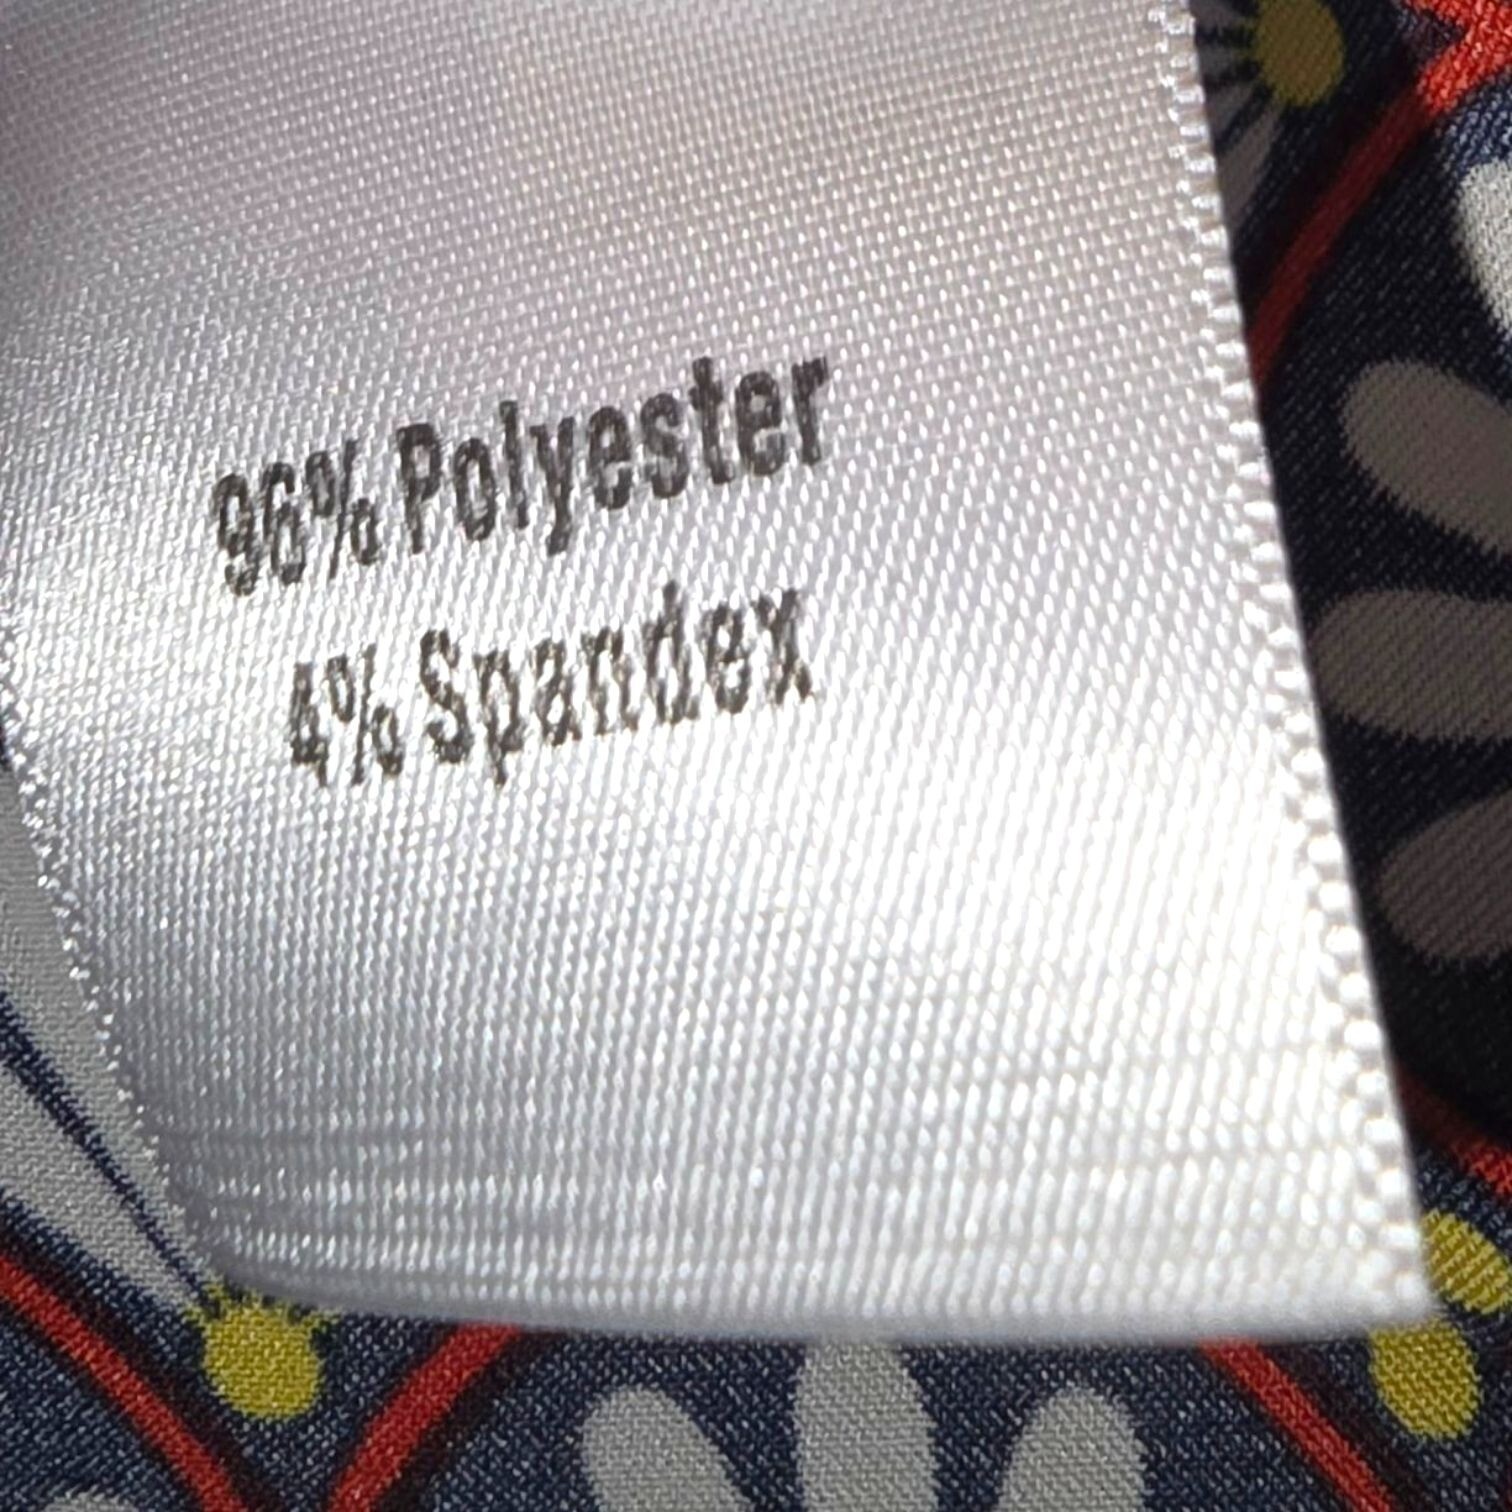 96% Polyester
4% Spandex